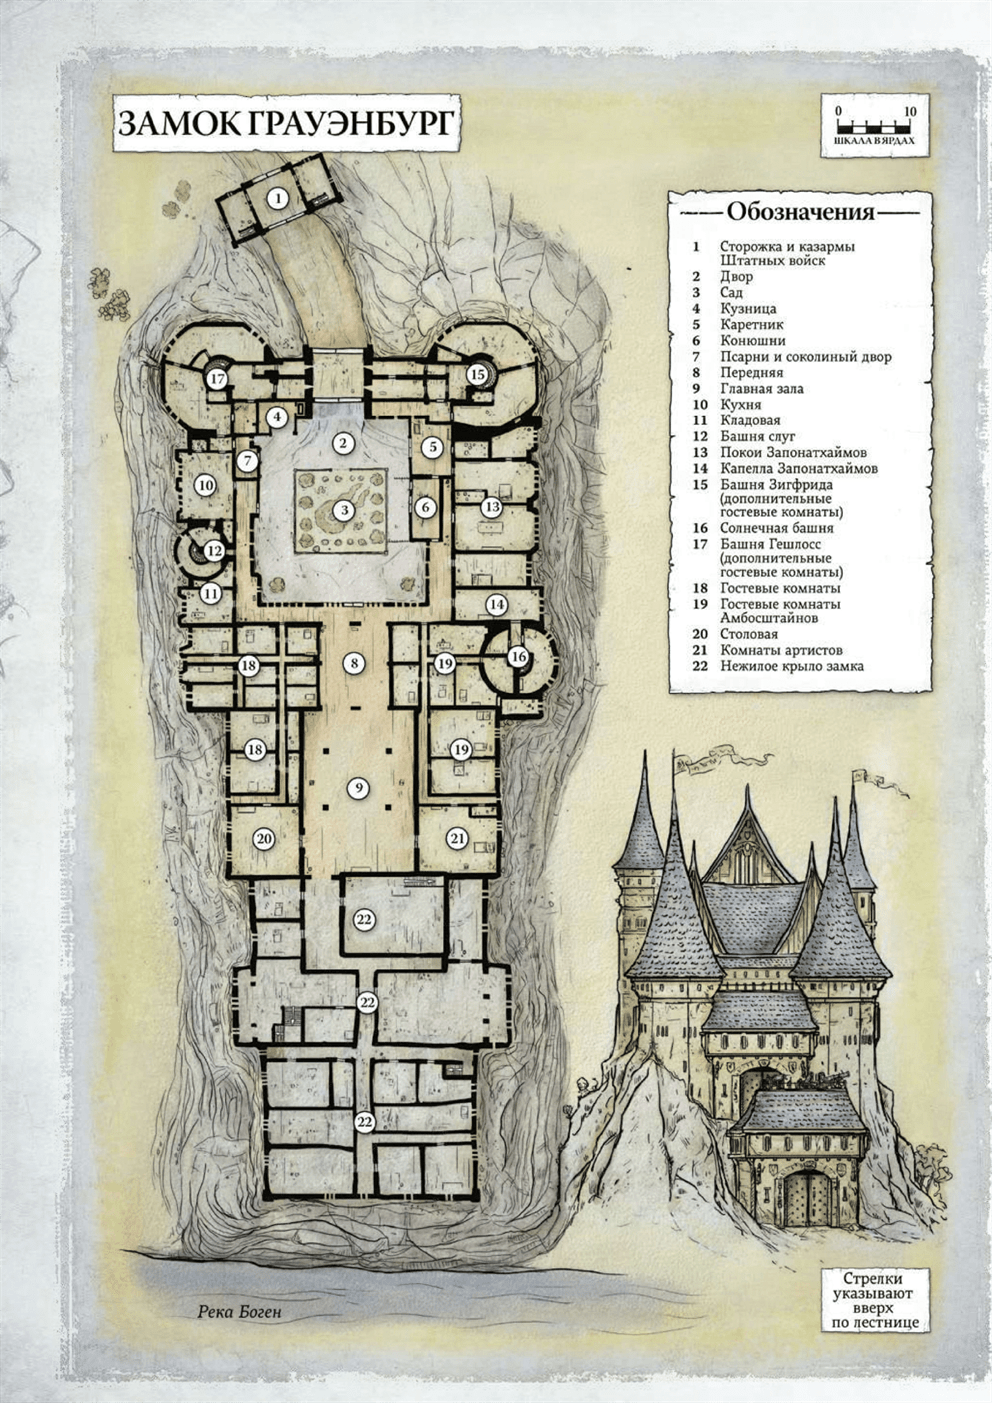 ЗАМОК ГРАУЭНБУРГ
0 10
ШКАЛА В ЯРДАХ
Обозначения
1 Сторожка и казармы
Штатных войск
2 Двор
3 Сад
4 Кузница
5 Каретник
6 Конюшни
7 Псарни и соколиный двор
8 Передняя
9 Главная зала
10 Кухня
11 Кладовая
12 Башня слуг
13 Покои Запонатхаймов
14 Капелла Запонатхаймов
15 Башня Зигфрида
(дополнительные
гостевые комнаты)
16 Солнечная башня
17 Башня Гешлосс
(дополнительные
гостевые комнаты)
18 Гостевые комнаты
19 Гостевые комнаты
Амбосштайнов
20 Столовая
21 Комнаты артистов
22 Нежилое крыло замка
1
17
15
4
2
5
7
10
6
3
13
12
11
14
18
8
19
16
18
19
9
20
21
22
22
22
Река Боген
Стрелки
указывают
вверх
по лестнице